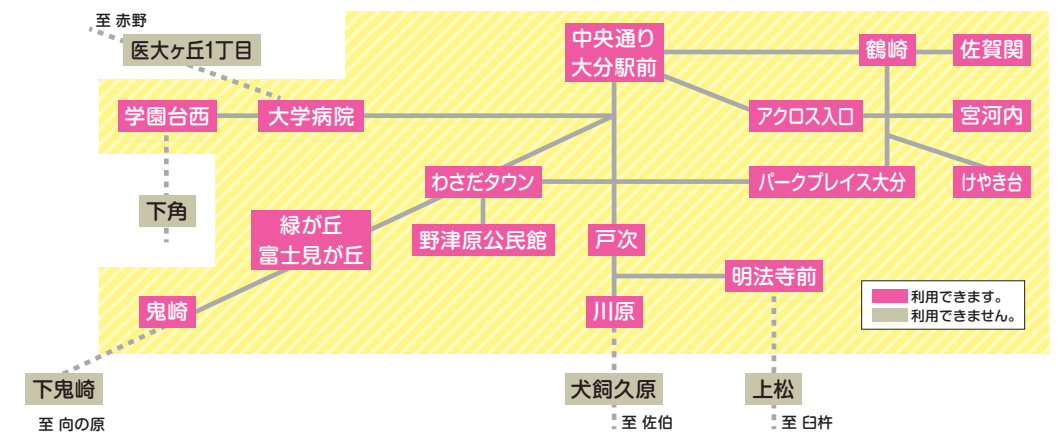 至 赤野
医大ヶ丘1丁目
中央通り
大分駅前
鶴崎
佐賀関
学園台西
大学病院
アクロス入口
宮河内
わさだタウン
パークプレイス大分
けやき台
下角
緑が丘
富士見が丘
野津原公民館
戸次
明法寺前
鬼崎
川原
利用できます。
利用できません。
下鬼崎
犬飼久原
上松
至 向の原
至 佐伯
至 臼杵